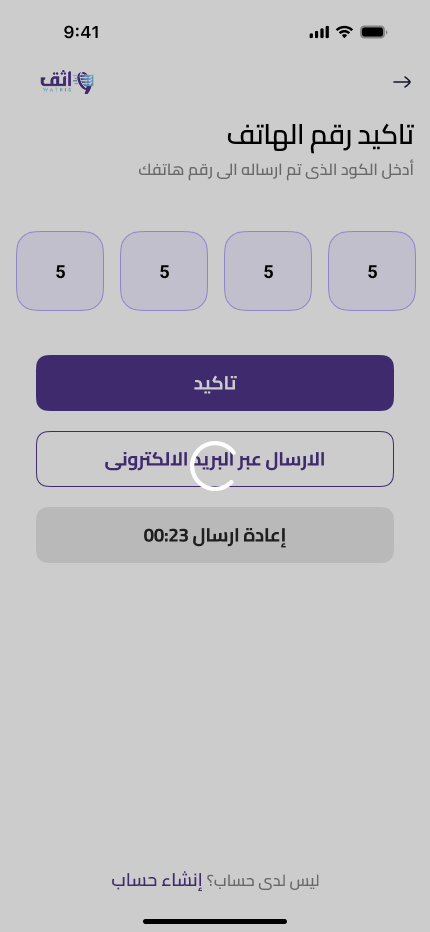 9:41
اثق
WATHIQ
تاكيد رقم الهاتف
أدخل الكود الذى تم ارساله الى رقم هاتفك
5 5 5 5
تاكيد
الارسال عبر البريد الالكترونى
إعادة ارسال 00:23
ليس لدى حساب؟ إنشاء حساب